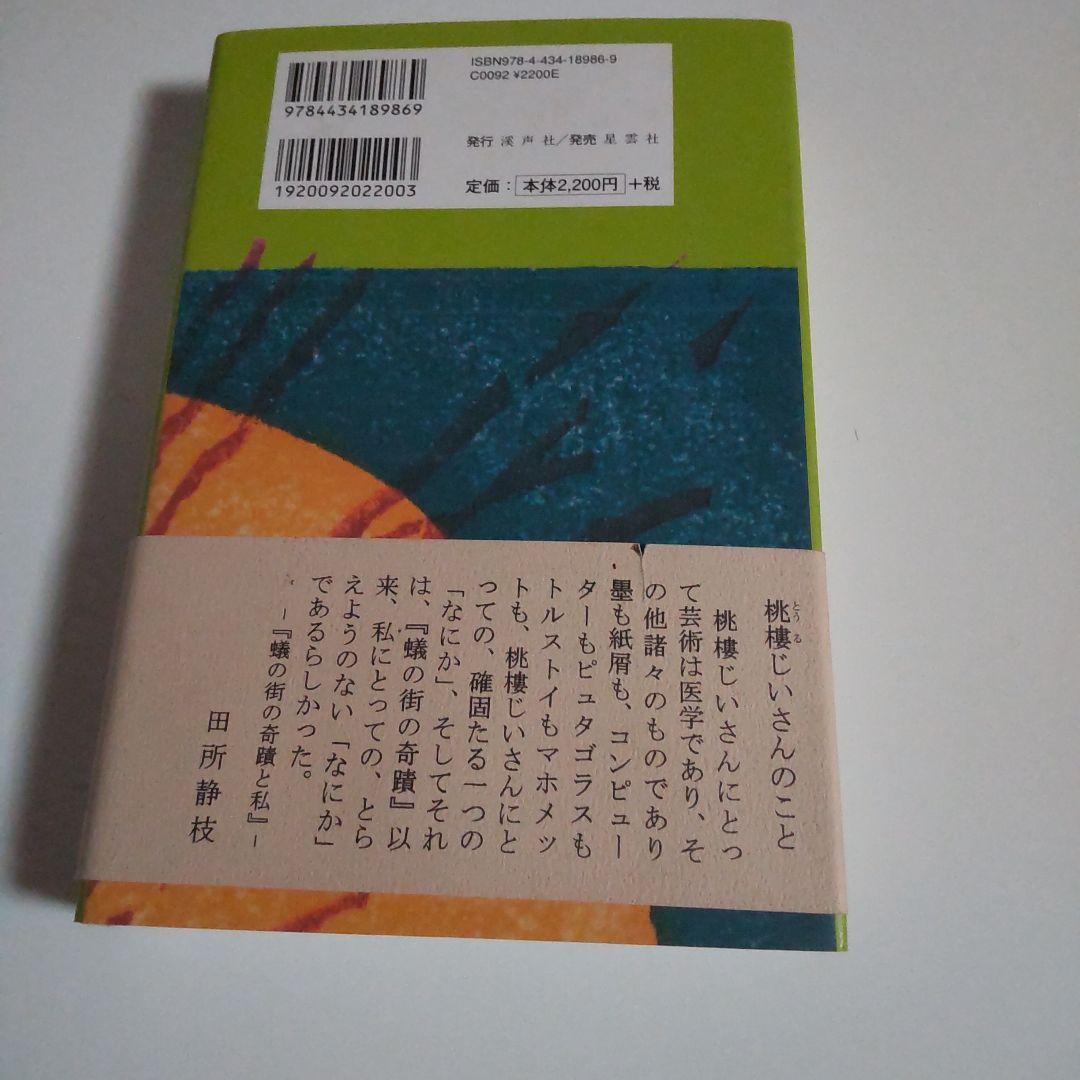 ISBN978-4-434-18986-9
C0092 ¥2200E
9784434189869
発行 渓声社/発売 星雲社
1920092022003
定価: 本体2,200円 +税
桃樓じいさんのこと
とうる
桃樓じいさんにとっ
て芸術は医学であり、そ
の他諸々のものであり
墨も紙屑も、コンピュー
ターもピュタゴラスも
トルストイもマホメッ
トも、桃樓じいさんにと
っての、確固たる一つの
「なにか」、そしてそれ
は、『蟻の街の奇蹟』以
来、私にとっての、とら
えようのない「なにか」
であるらしかった。
−『蟻の街の奇蹟と私』−
田所静枝